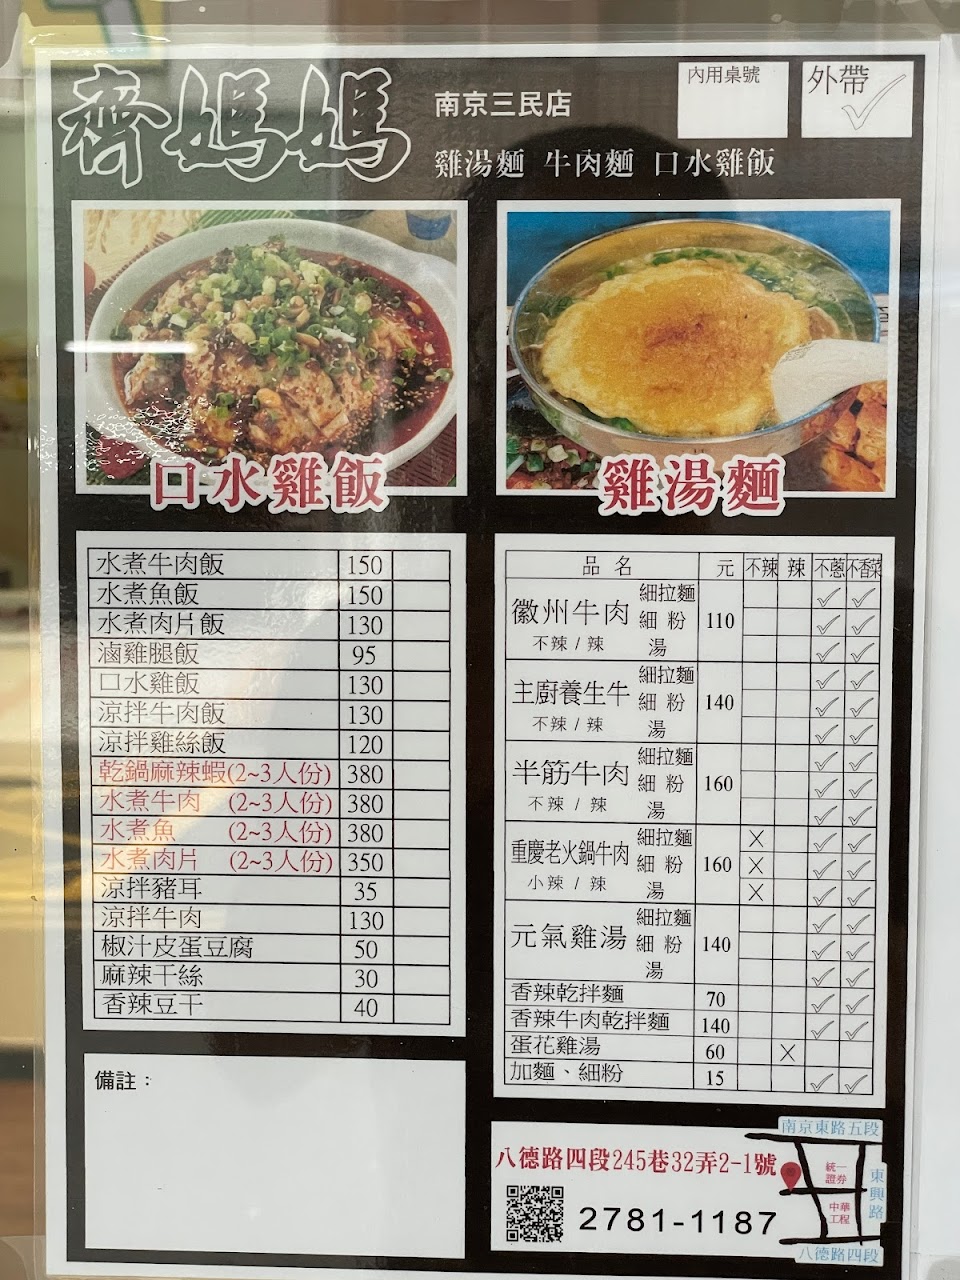 齊媽媽
南京三民店
雞湯麵 牛肉麵 口水雞飯
內用桌號
外帶
口水雞飯
雞湯麵
水煮牛肉飯 150
水煮魚飯 150
水煮肉片飯 130
滷雞腿飯 95
口水雞飯 130
涼拌牛肉飯 130
涼拌雞絲飯 120
乾鍋麻辣蝦(2~3人份) 380
水煮牛肉 (2~3人份) 380
水煮魚 (2~3人份) 380
水煮肉片 (2~3人份) 350
涼拌豬耳 35
涼拌牛肉 130
椒汁皮蛋豆腐 50
麻辣干絲 30
香辣豆干 40
備註：
品名 元 不辣 辣 不蔥 不香菜
徽州牛肉 細拉麵 110
細粉
不辣 / 辣 湯
主廚養生牛 細拉麵 140
細粉
不辣 / 辣 湯
半筋牛肉 細拉麵 160
細粉
不辣 / 辣 湯
重慶老火鍋牛肉 細拉麵 160
細粉
小辣 / 辣 湯
元氣雞湯 細拉麵 140
細粉
湯
香辣乾拌麵 70
香辣牛肉乾拌麵 140
蛋花雞湯 60
加麵、細粉 15
八德路四段245巷32弄2-1號
2781-1187
南京東路五段
統一
證券
東興路
中華
工程
八德路四段